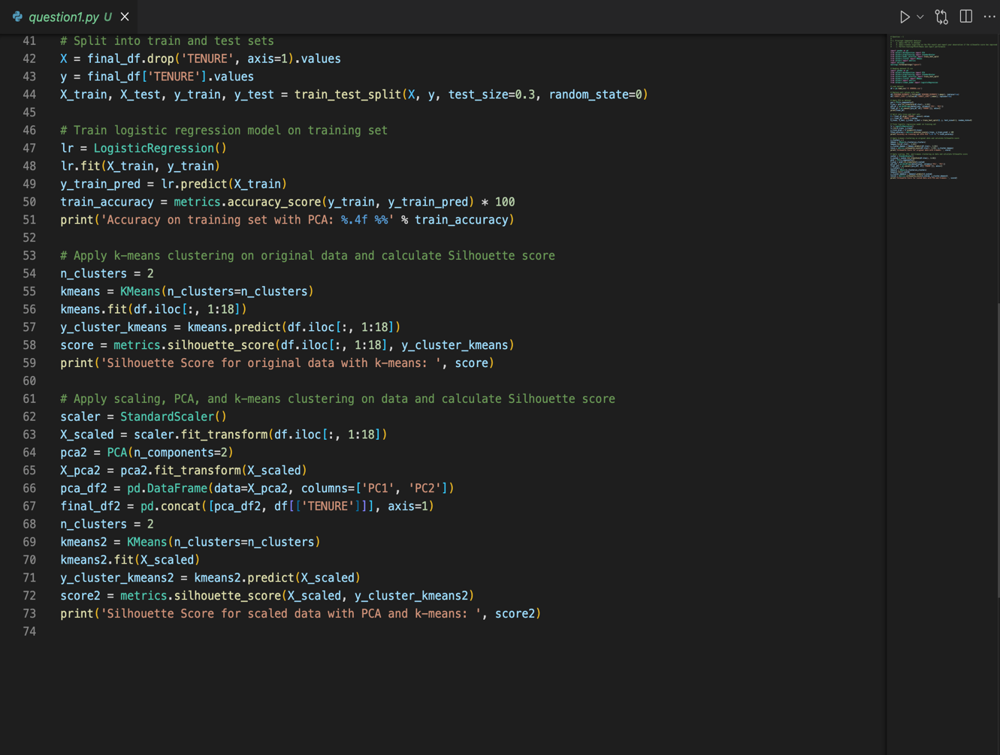 question1.py U
41 # Split into train and test sets
42 X = final_df.drop('TENURE', axis=1).values
43 y = final_df['TENURE'].values
44 X_train, X_test, y_train, y_test = train_test_split(X, y, test_size=0.3, random_state=0)
45
46 # Train logistic regression model on training set
47 lr = LogisticRegression()
48 lr.fit(X_train, y_train)
49 y_train_pred = lr.predict(X_train)
50 train_accuracy = metrics.accuracy_score(y_train, y_train_pred) * 100
51 print('Accuracy on training set with PCA: %.4f %%' % train_accuracy)
52
53 # Apply k-means clustering on original data and calculate Silhouette score
54 n_clusters = 2
55 kmeans = KMeans(n_clusters=n_clusters)
56 kmeans.fit(df.iloc[:, 1:18])
57 y_cluster_kmeans = kmeans.predict(df.iloc[:, 1:18])
58 score = metrics.silhouette_score(df.iloc[:, 1:18], y_cluster_kmeans)
59 print('Silhouette Score for original data with k-means: ', score)
60
61 # Apply scaling, PCA, and k-means clustering on data and calculate Silhouette score
62 scaler = StandardScaler()
63 X_scaled = scaler.fit_transform(df.iloc[:, 1:18])
64 pca2 = PCA(n_components=2)
65 X_pca2 = pca2.fit_transform(X_scaled)
66 pca_df2 = pd.DataFrame(data=X_pca2, columns=['PC1', 'PC2'])
67 final_df2 = pd.concat([pca_df2, df[['TENURE']]], axis=1)
68 n_clusters = 2
69 kmeans2 = KMeans(n_clusters=n_clusters)
70 kmeans2.fit(X_scaled)
71 y_cluster_kmeans2 = kmeans2.predict(X_scaled)
72 score2 = metrics.silhouette_score(X_scaled, y_cluster_kmeans2)
73 print('Silhouette Score for scaled data with PCA and k-means: ', score2)
74